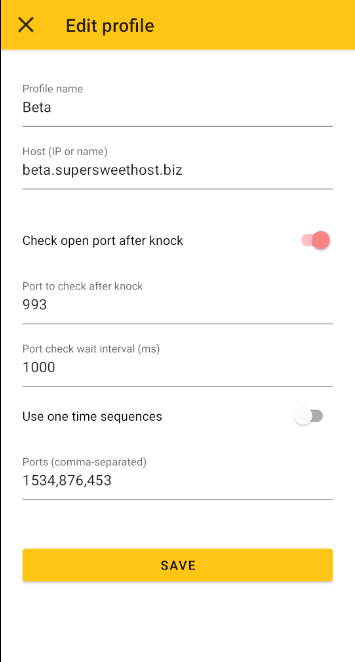 Edit profile
Profile name
Beta
Host (IP or name)
beta.supersweethost.biz
Check open port after knock
Port to check after knock
993
Port check wait interval (ms)
1000
Use one time sequences
Ports (comma-separated)
1534,876,453
SAVE